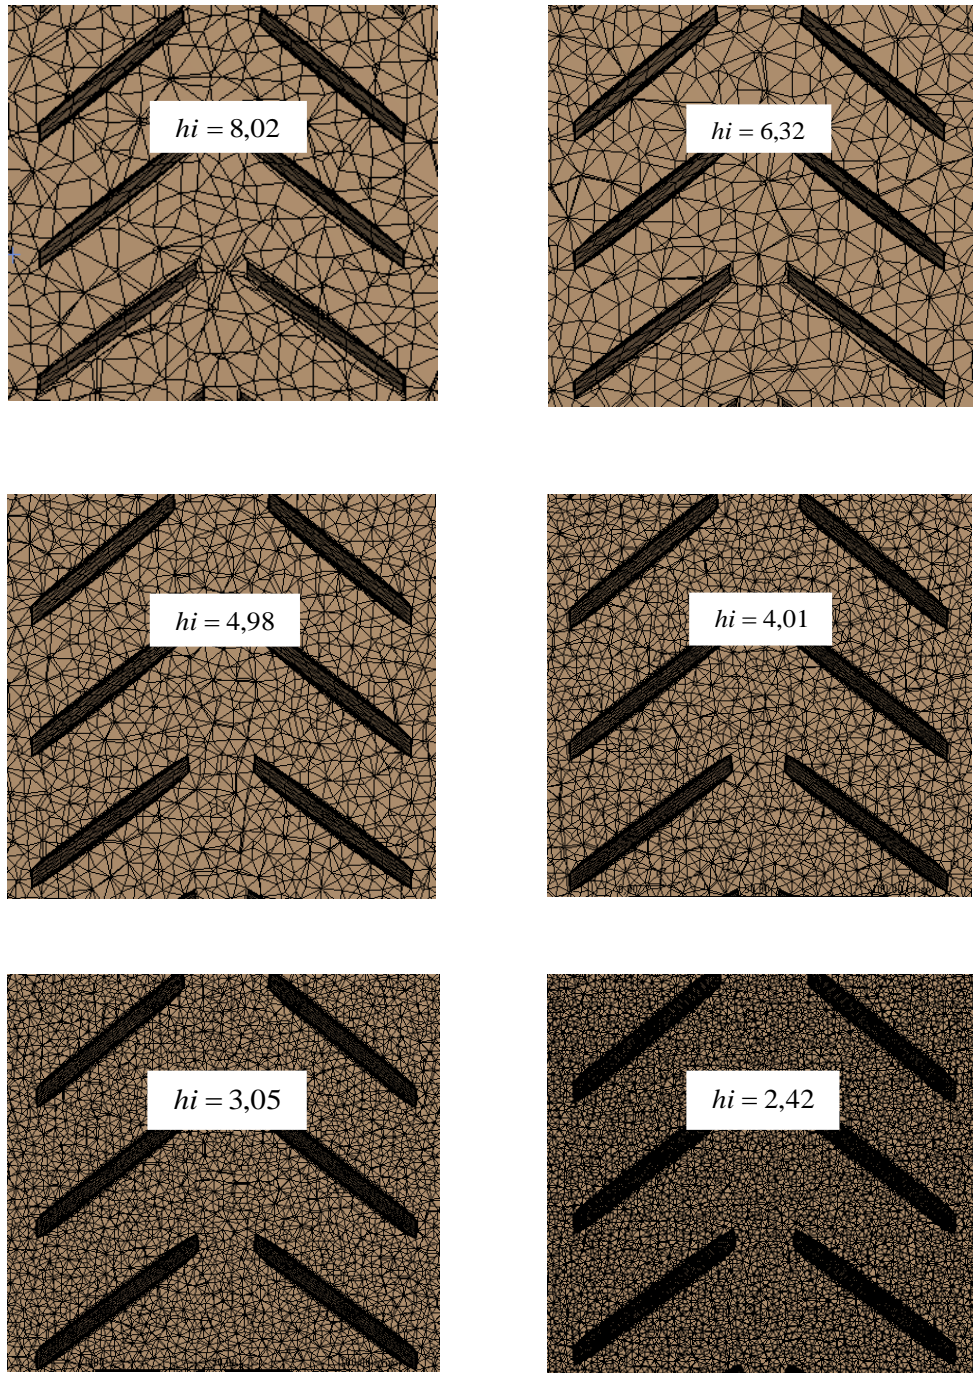 hi = 8,02
hi = 6,32
hi = 4,98
hi = 4,01
hi = 3,05
hi = 2,42